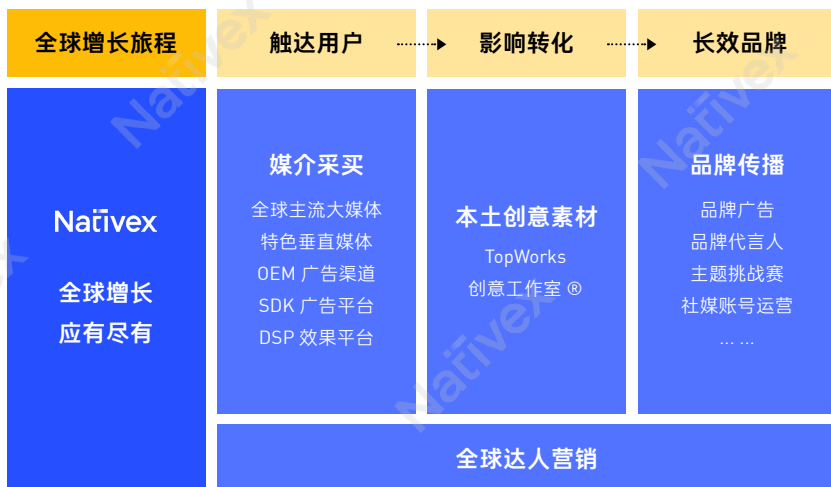 全球增长旅程
触达用户
影响转化
长效品牌
Nativex
全球增长
应有尽有
媒介采买
全球主流大媒体
特色垂直媒体
OEM 广告渠道
SDK 广告平台
DSP 效果平台
本土创意素材
TopWorks
创意工作室 ®
品牌传播
品牌广告
品牌代言人
主题挑战赛
社媒账号运营
... ...
全球达人营销
Nativex
Nativex
Nativex